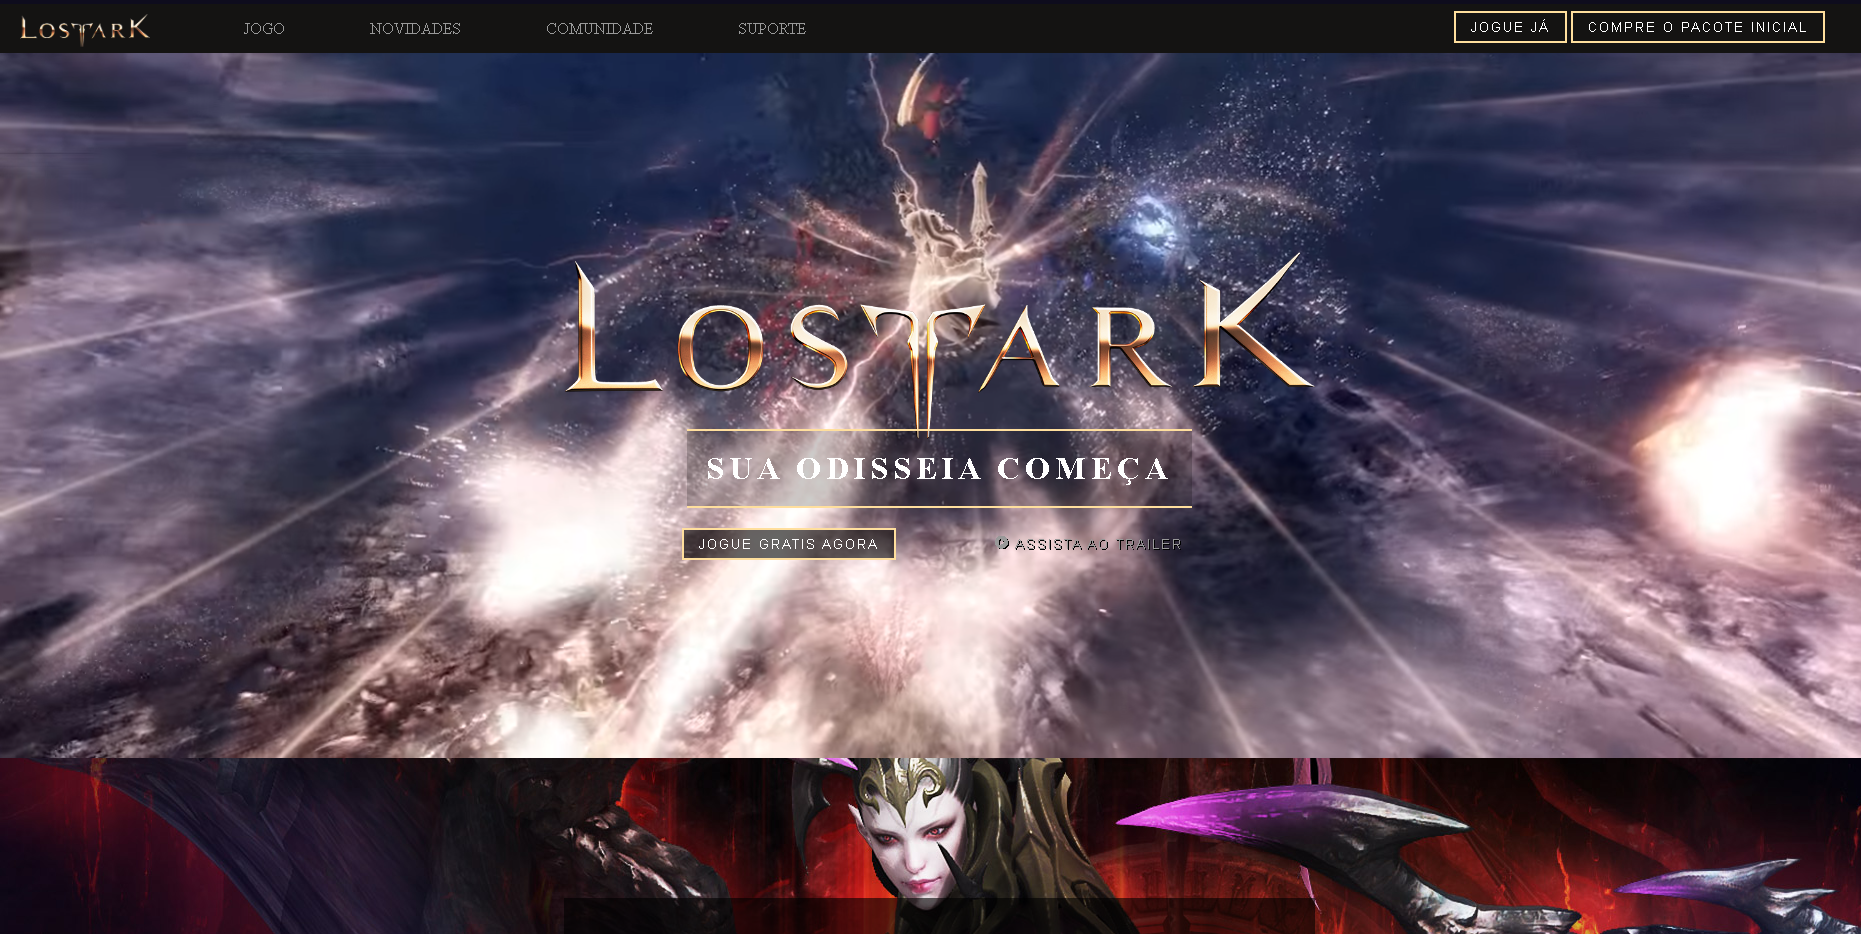 LOSTARK
JOGO NOVIDADES COMUNIDADE SUPORTE
JOGUE JÁ COMPRE O PACOTE INICIAL
LOSTARK
SUA ODISSEIA COMEÇA
JOGUE GRATIS AGORA ASSISTA AO TRAILER